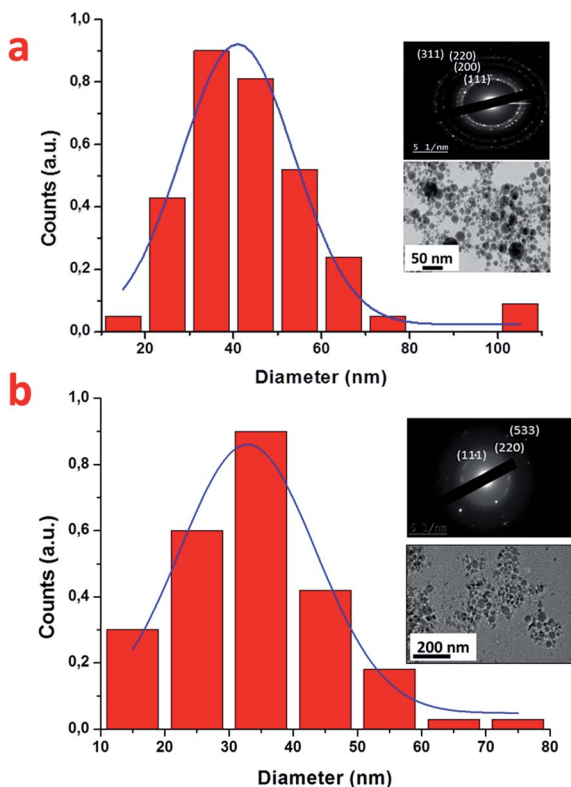 a
1,0
0,8
0,6
0,4
0,2
0,0
Counts (a.u.)
20 40 60 80 100
Diameter (nm)
(311) (220)
(200)
(111)
5 1/nm
50 nm
b
1,0
0,8
0,6
0,4
0,2
0,0
Counts (a.u.)
10 20 30 40 50 60 70 80
Diameter (nm)
(533)
(111) (220)
5 1/nm
200 nm